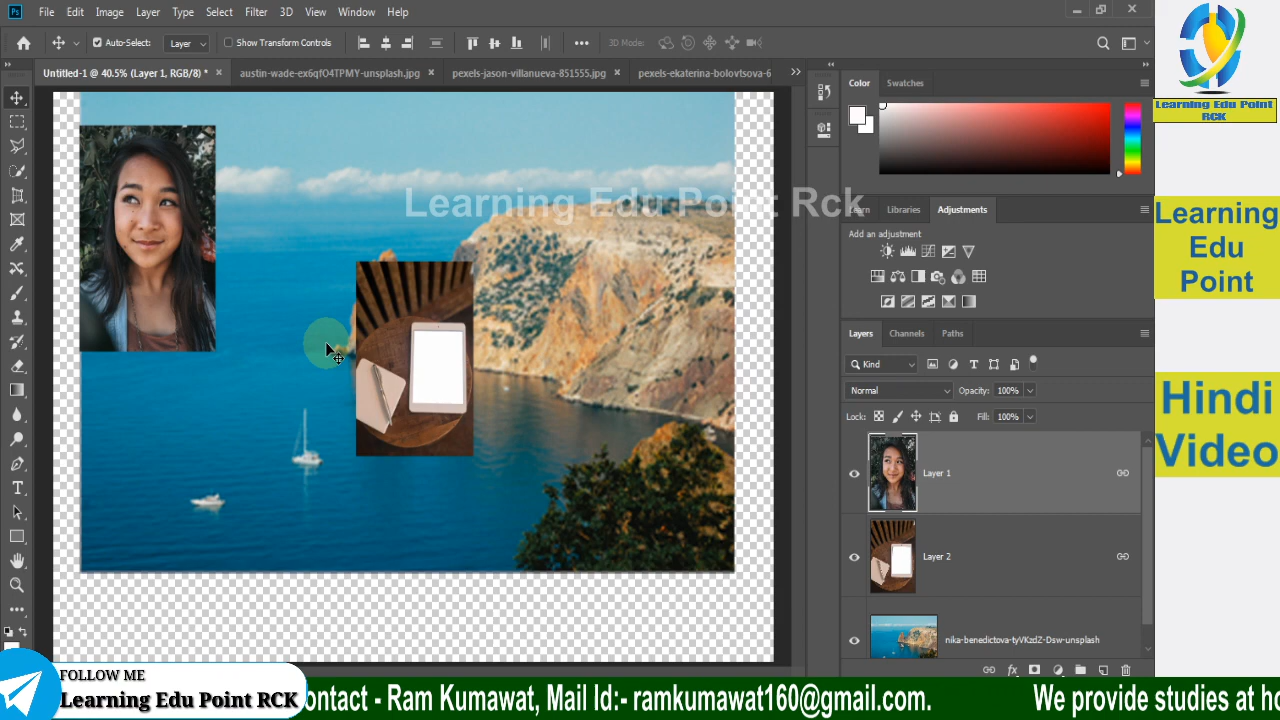 File Edit Image Layer Type Select Filter 3D View Window Help
Auto-Select: Layer Show Transform Controls 3D Mode:
Untitled-1 @ 40.5% (Layer 1, RGB/8) * austin-wade-ex6qfO4TPMY-unsplash.jpg pexels-jason-villanueva-851555.jpg pexels-ekaterina-bolovtsova-6
Color Swatches
Learning Edu Point
RCK
Learning Edu Point Rck
Learn Libraries Adjustments
Add an adjustment
Learning
Edu
Point
Layers Channels Paths
Kind
Normal Opacity: 100%
Lock: Fill: 100%
Hindi
Video
Layer 1
Layer 2
nika-benedictova-tyVKzdZ-Dsw-unsplash
FOLLOW ME
Learning Edu Point RCK
ontact - Ram Kumawat, Mail Id:- ramkumawat160@gmail.com. We provide studies at ho